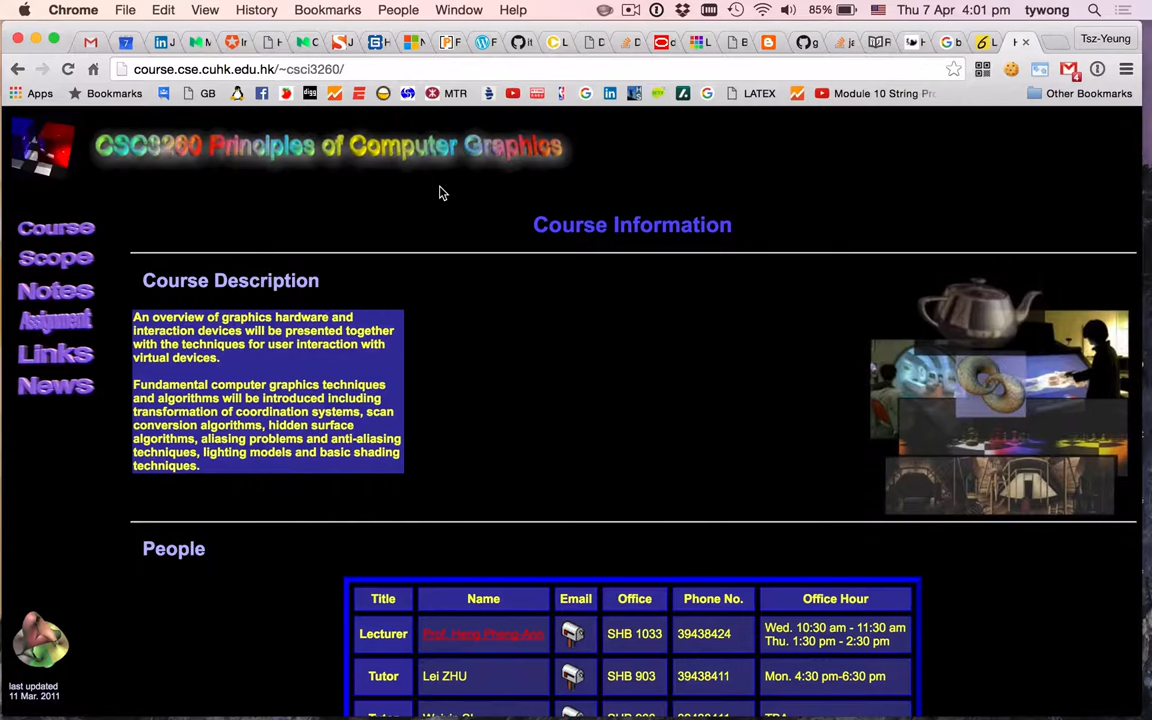 Chrome File Edit View History Bookmarks People Window Help 85% Thu 7 Apr 4:01 pm tywong
Tsz-Yeung
course.cse.cuhk.edu.hk/~csci3260/
Apps Bookmarks GB MTR LATEX Module 10 String Pr Other Bookmarks
CSC3260 Principles of Computer Graphics
Course
Scope
Notes
Assignment
Links
News
Course Information
Course Description
An overview of graphics hardware and
interaction devices will be presented together
with the techniques for user interaction with
virtual devices.
Fundamental computer graphics techniques
and algorithms will be introduced including
transformation of coordination systems, scan
conversion algorithms, hidden surface
algorithms, aliasing problems and anti-aliasing
techniques, lighting models and basic shading
techniques.
People
Title Name Email Office Phone No. Office Hour
Lecturer Prof. Heng Pheng-Ann SHB 1033 39438424 Wed. 10:30 am - 11:30 am
Thu. 1:30 pm - 2:30 pm
Tutor Lei ZHU SHB 903 39438411 Mon. 4:30 pm-6:30 pm
last updated
11 Mar. 2011